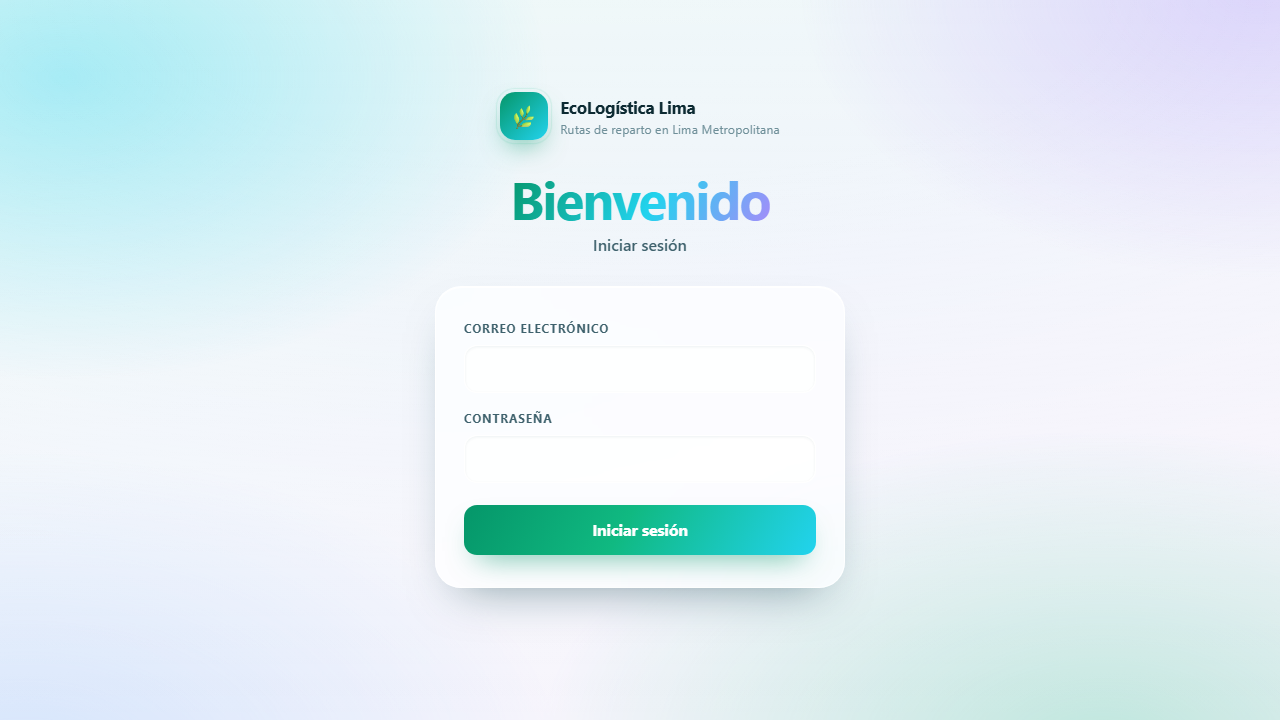 EcoLogística Lima
Rutas de reparto en Lima Metropolitana
Bienvenido
Iniciar sesión
CORREO ELECTRÓNICO
CONTRASEÑA
Iniciar sesión